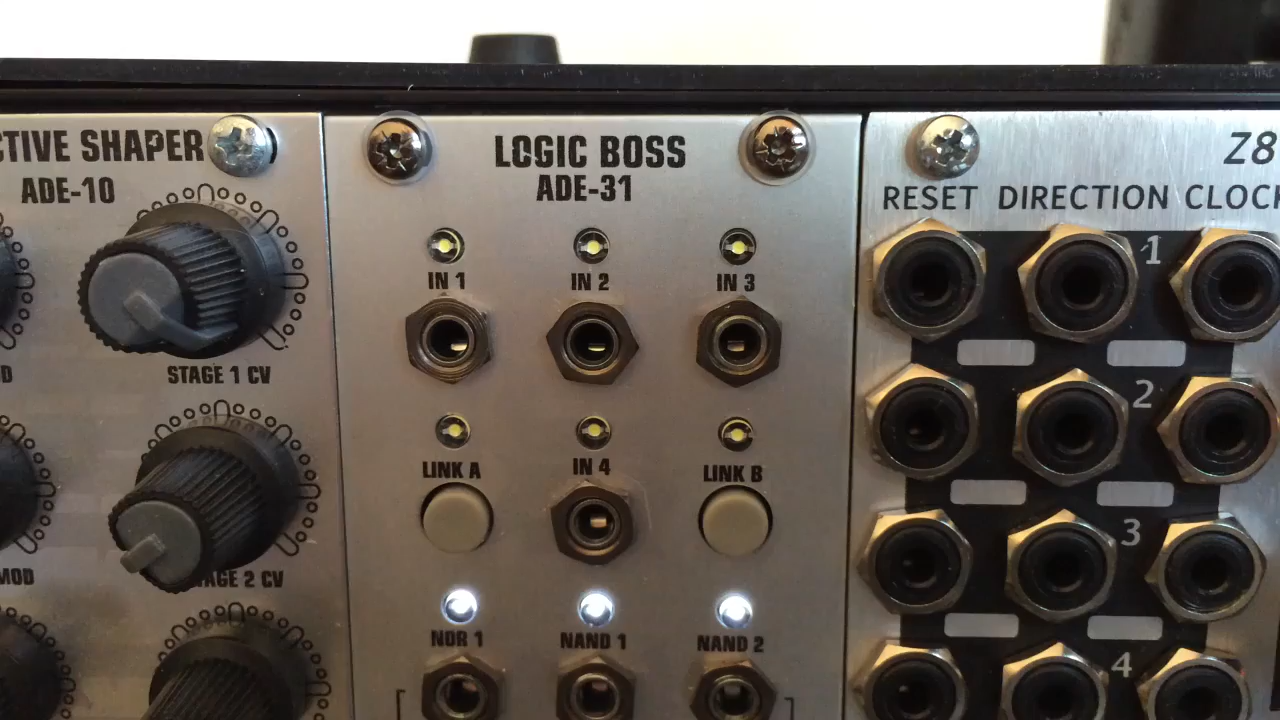 CTIVE SHAPER
ADE-10
STAGE 1 CV
MOD
AGE 2 CV
LOGIC BOSS
ADE-31
IN 1 IN 2 IN 3
LINK A IN 4 LINK B
NOR 1 NAND 1 NAND 2
Z8
RESET DIRECTION CLOCK
1
2
3
4